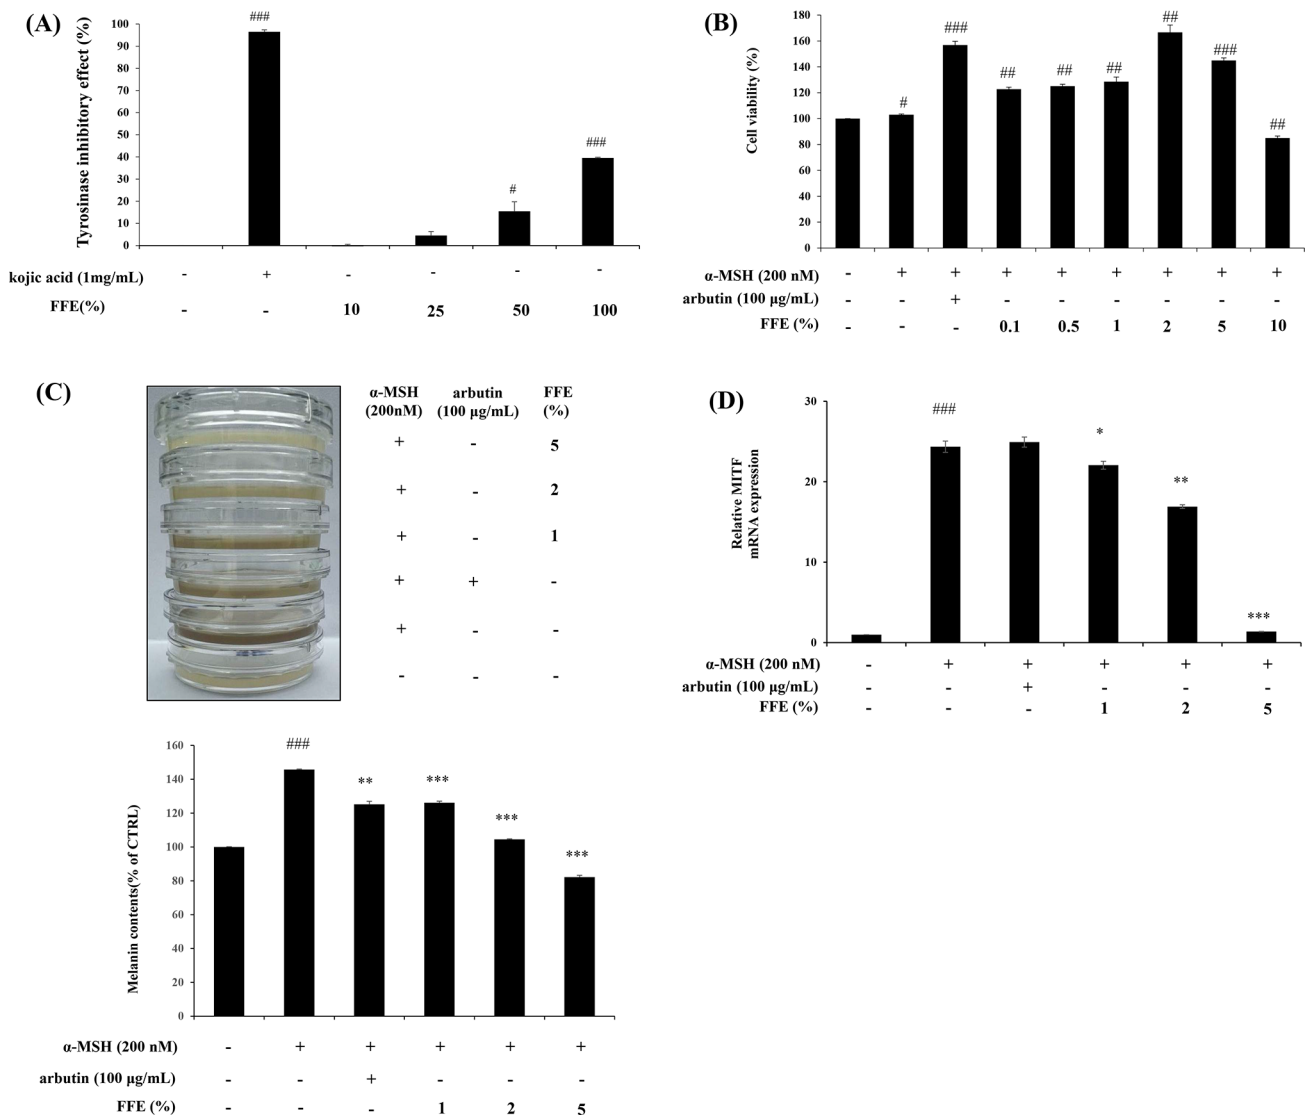 (A)
Tyrosinase inhibitory effect (%)
100
90
80
70
60
50
40
30
20
10
0
###
#
###
kojic acid (1mg/mL) - + - - - -
FFE(%) - - 10 25 50 100
(B)
Cell viability (%)
180
160
140
120
100
80
60
40
20
0
#
###
##
##
##
##
###
##
α-MSH (200 nM) - + + + + + + + +
arbutin (100 µg/mL) - - + - - - - - -
FFE (%) - - - 0.1 0.5 1 2 5 10
(C)
α-MSH arbutin FFE
(200nM) (100 µg/mL) (%)
+ - 5
+ - 2
+ - 1
+ + -
+ - -
- - -
Melanin contents(% of CTRL)
160
140
120
100
80
60
40
20
0
###
**
***
***
***
α-MSH (200 nM) - + + + + +
arbutin (100 µg/mL) - - + - - -
FFE (%) - - - 1 2 5
(D)
Relative MITF
mRNA expression
30
20
10
0
###
*
**
***
α-MSH (200 nM) - + + + + +
arbutin (100 µg/mL) - - + - - -
FFE (%) - - - 1 2 5